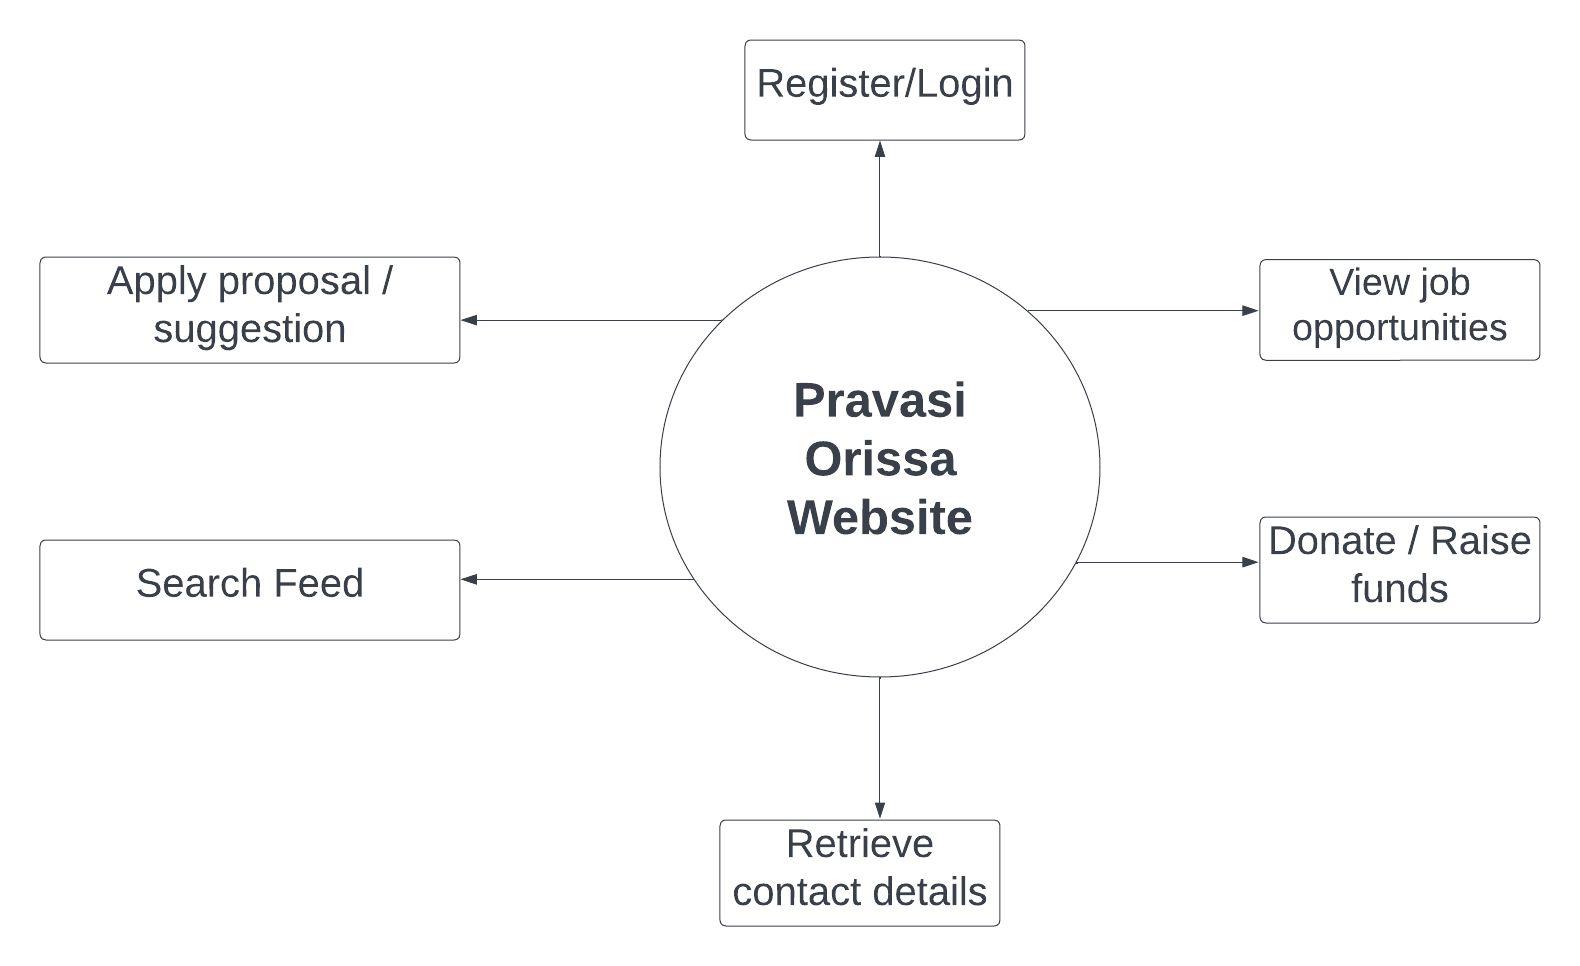 Register/Login
Apply proposal /
suggestion
View job
opportunities
Pravasi
Orissa
Website
Search Feed
Donate / Raise
funds
Retrieve
contact details